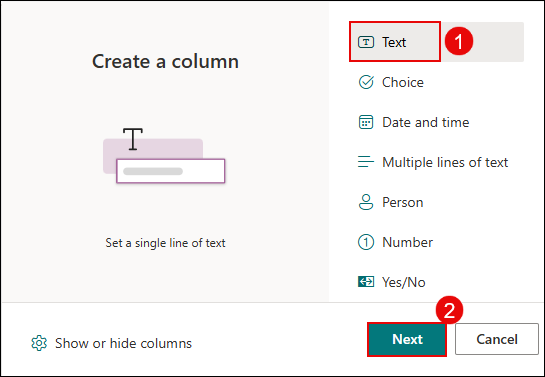 Create a column
Set a single line of text
Text
1
Choice
Date and time
Multiple lines of text
Person
Number
Yes/No
2
Show or hide columns
Next
Cancel